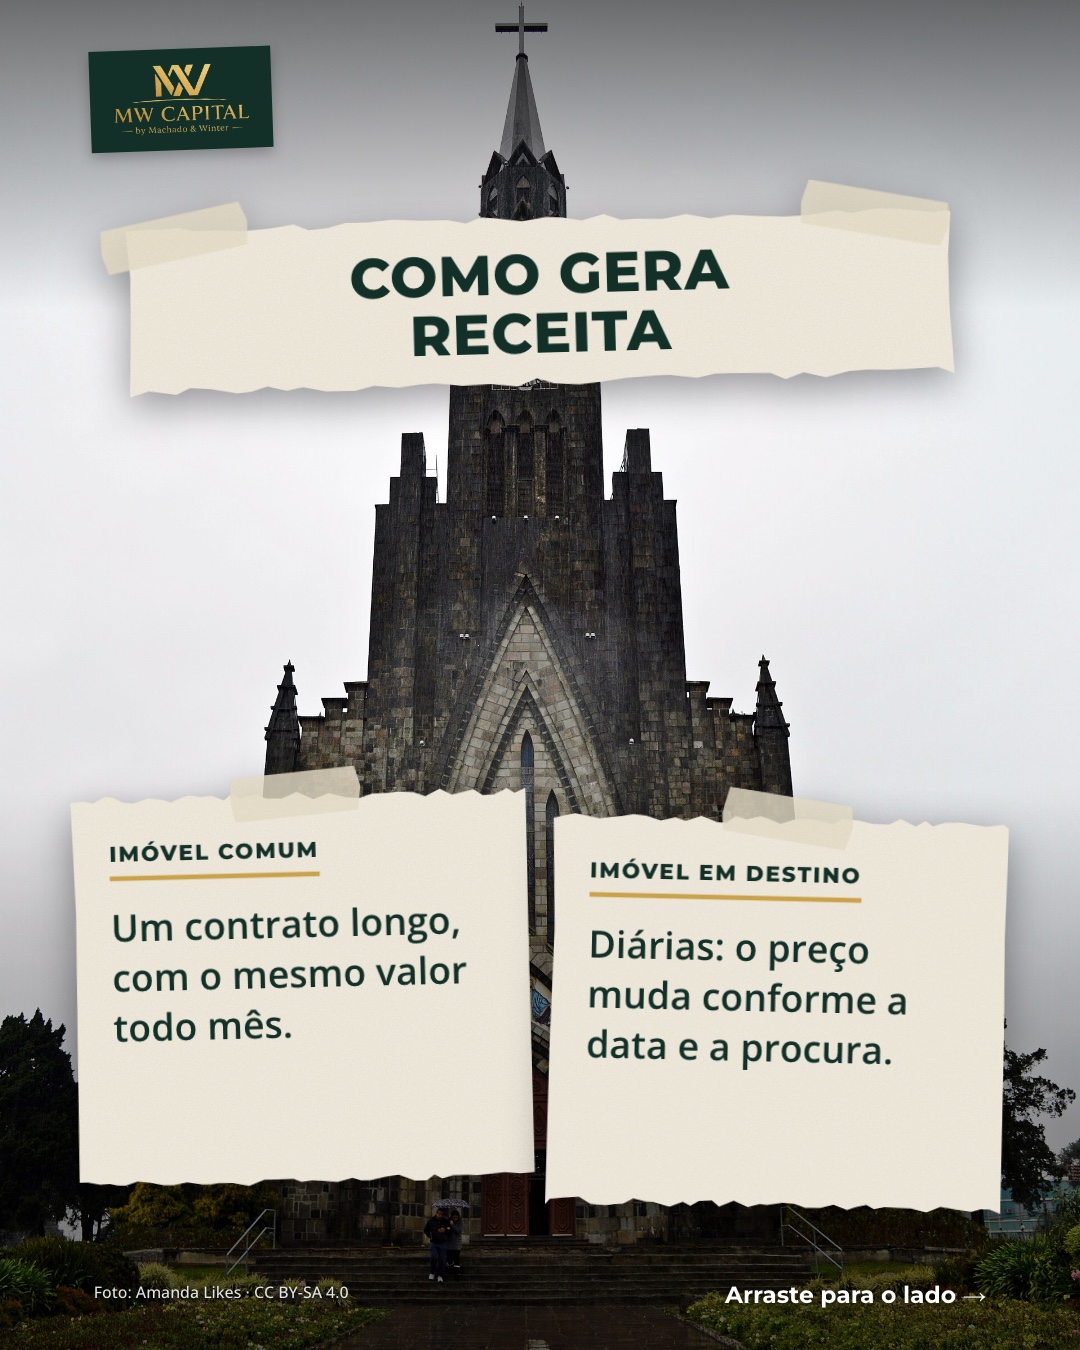 MW CAPITAL
by Machado & Winter
COMO GERA
RECEITA
IMÓVEL COMUM
Um contrato longo,
com o mesmo valor
todo mês.
IMÓVEL EM DESTINO
Diárias: o preço
muda conforme a
data e a procura.
Foto: Amanda Likes · CC BY-SA 4.0
Arraste para o lado →